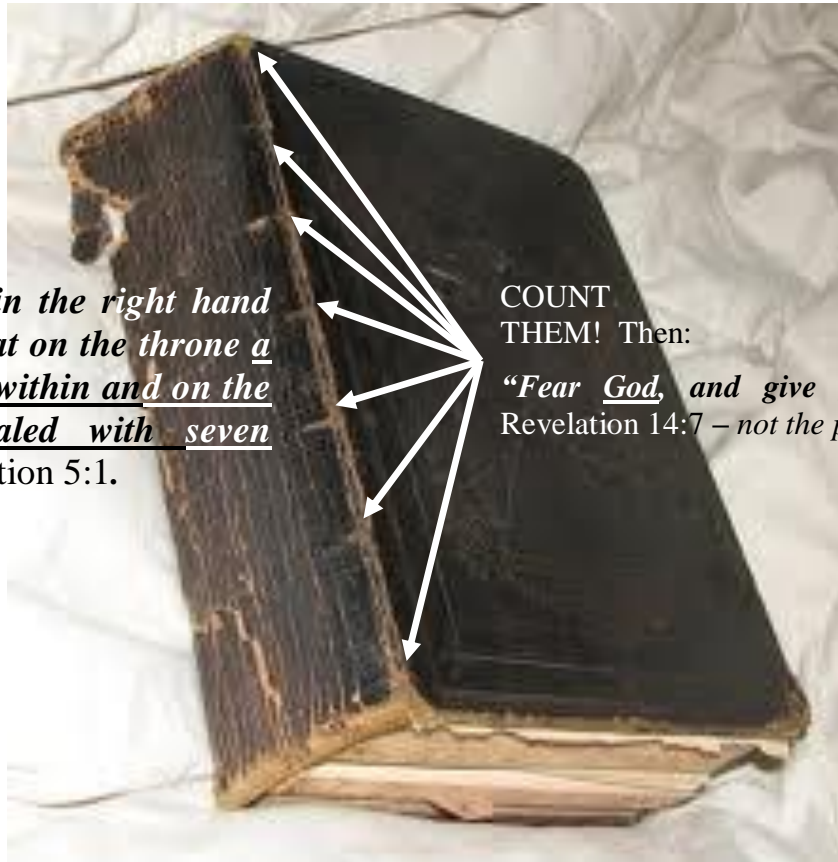 in the right hand
at on the throne a
within and on the
aled with seven
tion 5:1.
COUNT
THEM! Then:
“Fear God, and give
Revelation 14:7 – not the p